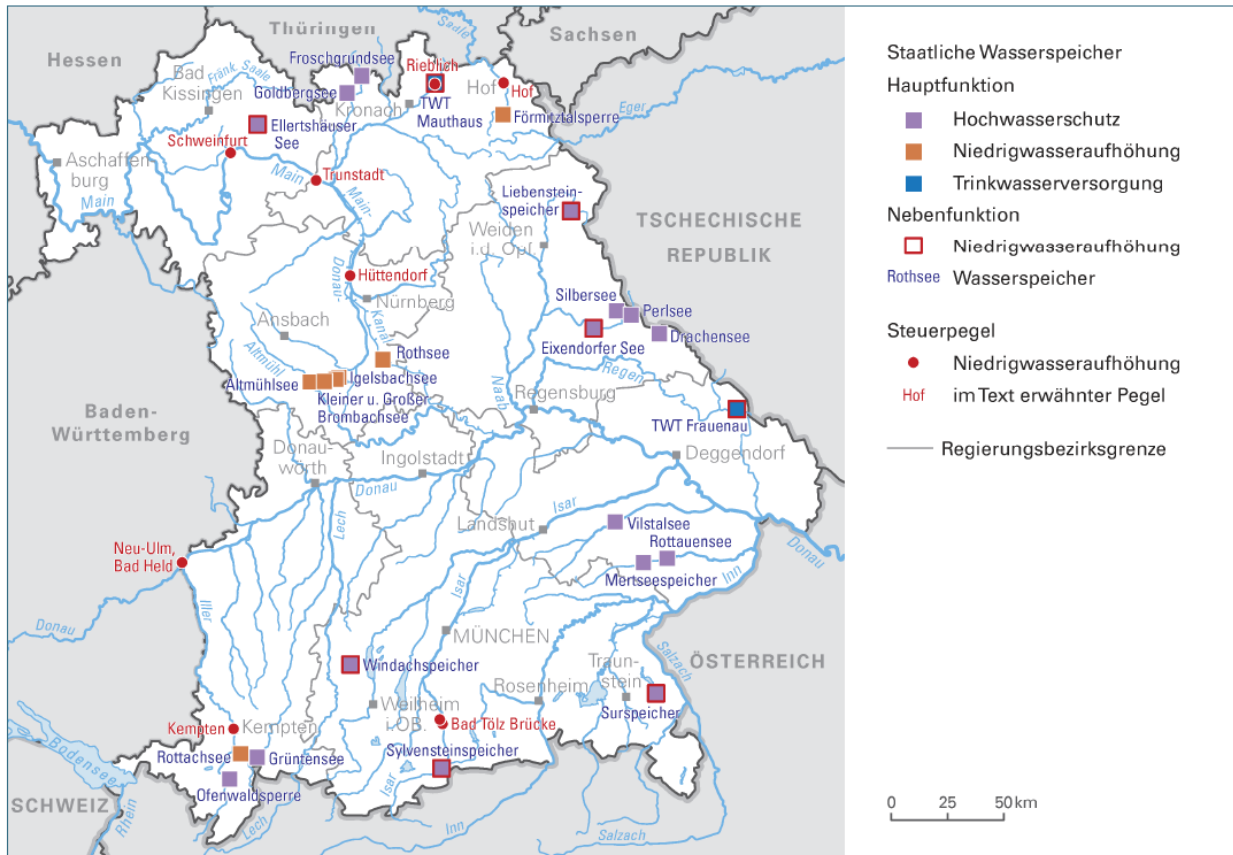 Thüringen
Saale
Sachsen
Hessen
Froschgrundsee
Rieblich
Bad
Kissingen
Fränk. Saale
Goldbergsee
Hof
Hof
Kronach
TWT
Mauthaus
Förmitztalsperre
Eger
Ellertshäuser
See
Schweinfurt
Aschaffen
burg
Main
Main
Trunstadt
Main-
Donau-
Kanal
Liebenstein-
speicher
TSCHECHISCHE
REPUBLIK
Weiden
i.d. Opf.
Hüttendorf
Nürnberg
Silbersee
Perlsee
Ansbach
Drachensee
Eixendorfer See
Rothsee
Altmühl
Regen
Igelsbachsee
Altmühlsee
Kleiner u. Großer
Brombachsee
Naab
Regensburg
Baden-
Württemberg
TWT Frauenau
Donau-
wörth
Ingolstadt
Deggendorf
Donau
Lech
Isar
Landshut
Vilstalsee
Rottauensee
Donau
Neu-Ulm,
Bad Held
Mertseespeicher
Inn
Iller
Isar
Donau
MÜNCHEN
Salzach
ÖSTERREICH
Windachspeicher
Traun-
stein
Rosenheim
Weilheim
i.OB.
Surspeicher
Kempten
Kempten
Bad Tölz Brücke
Bodensee
Rottachsee
Grüntensee
Sylvensteinspeicher
Ofenwaldsperre
Isar
SCHWEIZ
Rhein
Lech
Inn
Salzach
Staatliche Wasserspeicher
Hauptfunktion
Hochwasserschutz
Niedrigwasseraufhöhung
Trinkwasserversorgung
Nebenfunktion
Niedrigwasseraufhöhung
Rothsee Wasserspeicher
Steuerpegel
Niedrigwasseraufhöhung
Hof im Text erwähnter Pegel
Regierungsbezirksgrenze
0 25 50 km